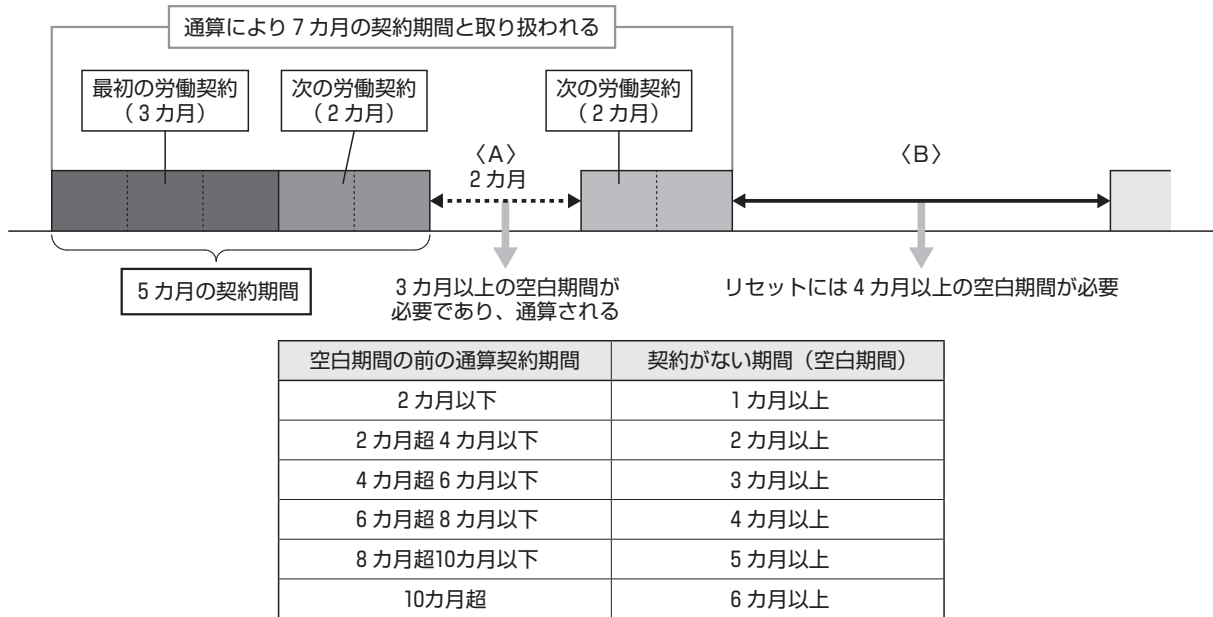 通算により7カ月の契約期間と取り扱われる
最初の労働契約
(3カ月)
次の労働契約
(2カ月)
次の労働契約
(2カ月)
〈A〉
2カ月
〈B〉
5カ月の契約期間
3カ月以上の空白期間が
必要であり、通算される
リセットには4カ月以上の空白期間が必要
空白期間の前の通算契約期間 契約がない期間(空白期間)
2カ月以下 1カ月以上
2カ月超4カ月以下 2カ月以上
4カ月超6カ月以下 3カ月以上
6カ月超8カ月以下 4カ月以上
8カ月超10カ月以下 5カ月以上
10カ月超 6カ月以上